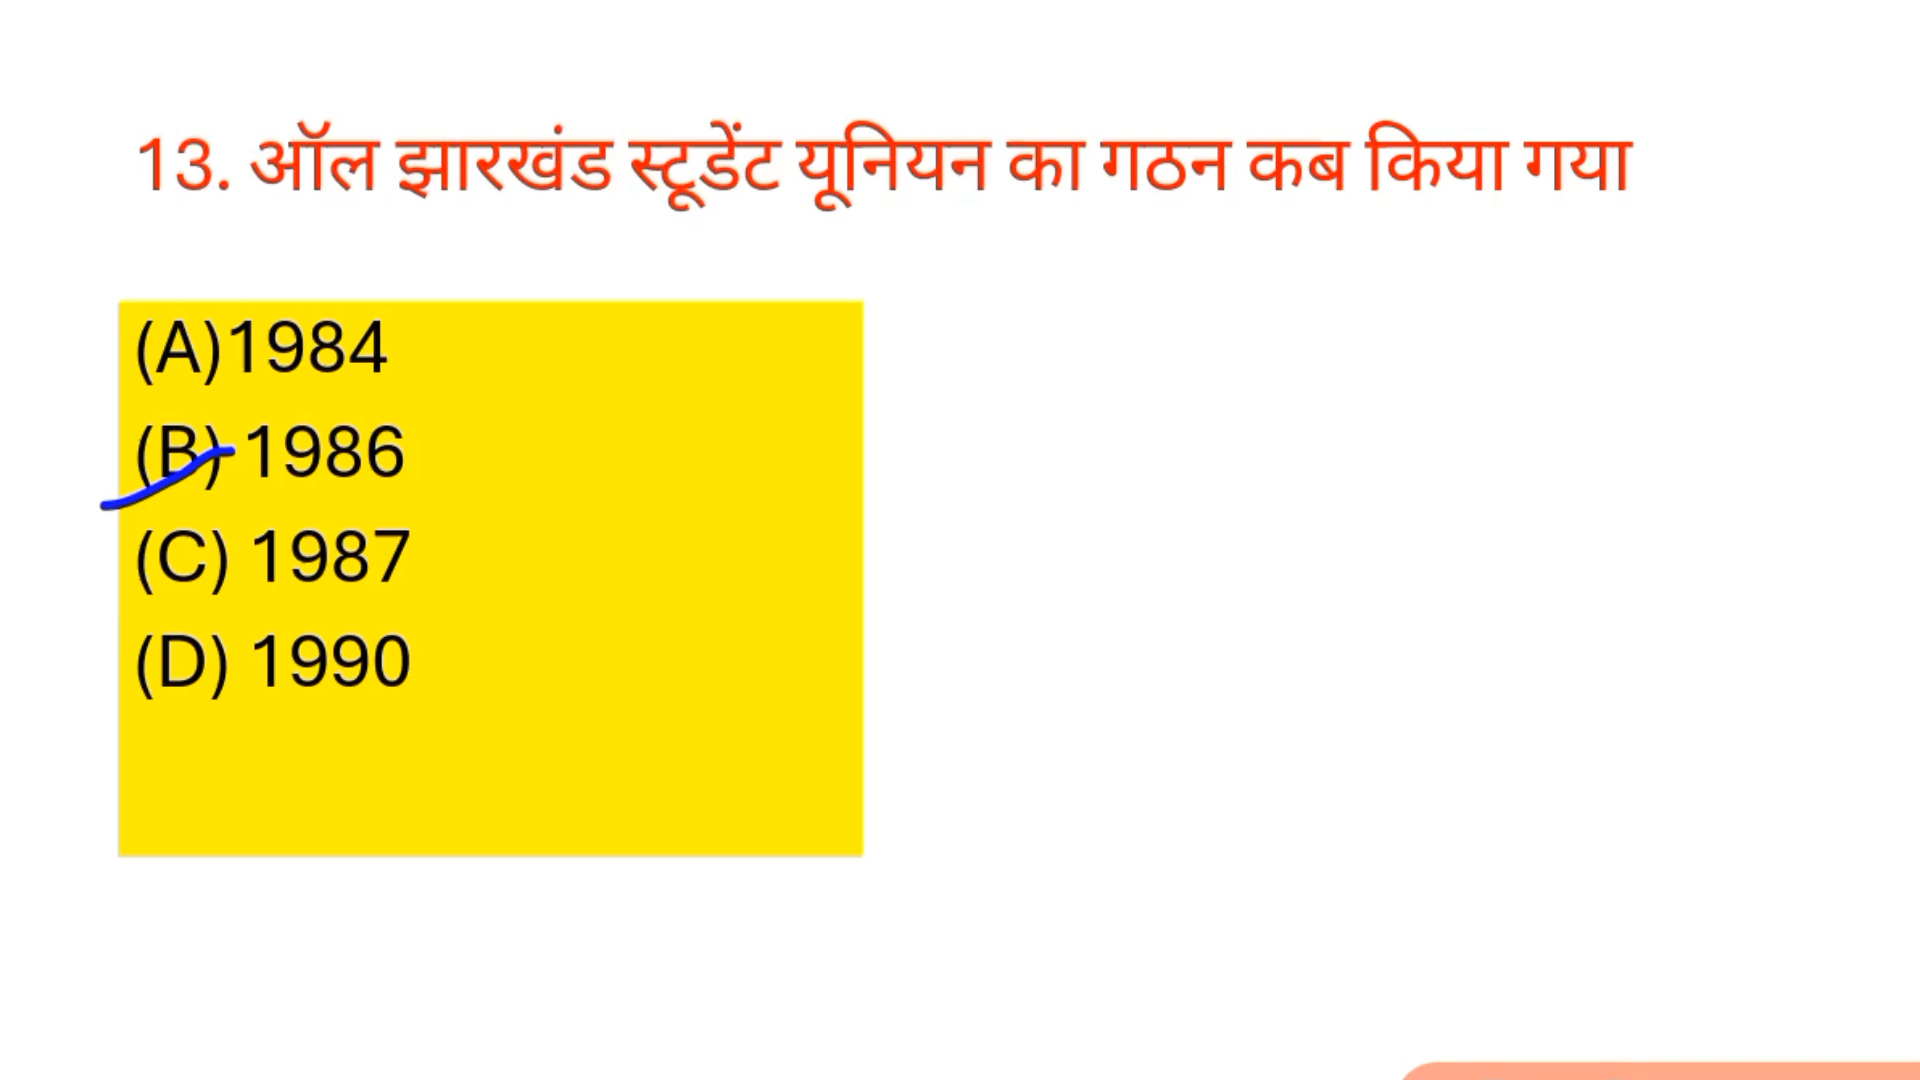 13. ऑल झारखंड स्टूडेंट यूनियन का गठन कब किया गया
(A)1984
(B) 1986
(C) 1987
(D) 1990